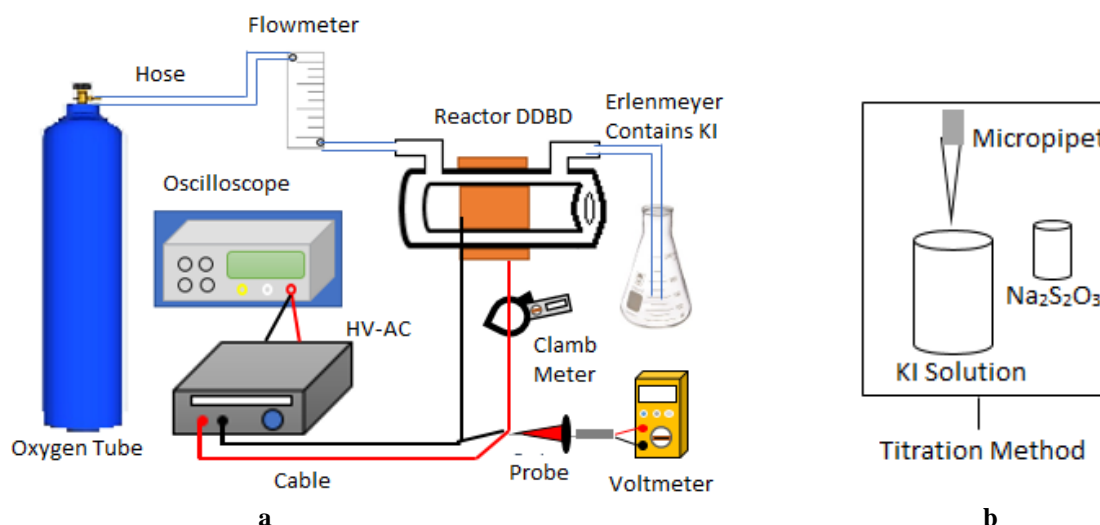 Flowmeter
Hose
Reactor DDBD
Erlenmeyer
Contains KI
Oscilloscope
HV-AC
Clamb
Meter
Oxygen Tube
Cable
Probe
Voltmeter
a
Micropipet
Na₂S₂O₃
KI Solution
Titration Method
b